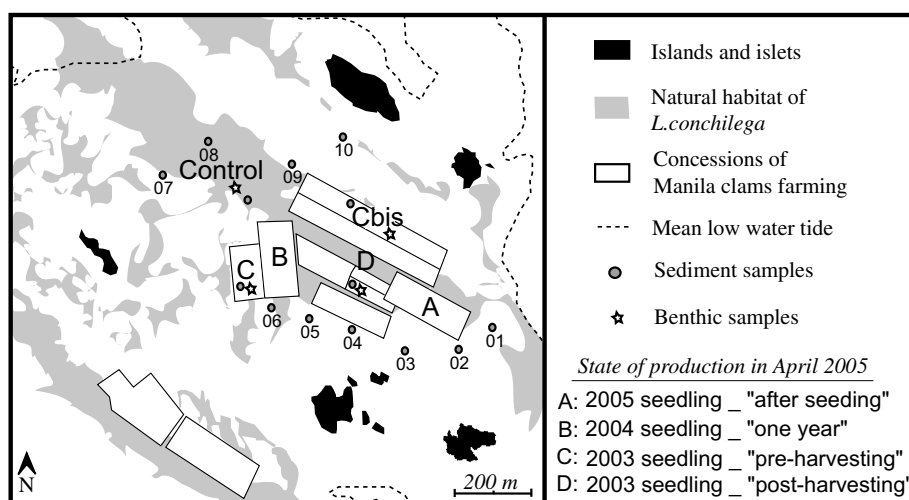 08
10
Control
09
07
Cbis
D
B
C
A
06
05
04
01
03
02
N
200 m
Islands and islets
Natural habitat of
L.conchilega
Concessions of
Manila clams farming
Mean low water tide
Sediment samples
Benthic samples
State of production in April 2005
A: 2005 seedling _ "after seeding"
B: 2004 seedling _ "one year"
C: 2003 seedling _ "pre-harvesting"
D: 2003 seedling _ "post-harvesting"